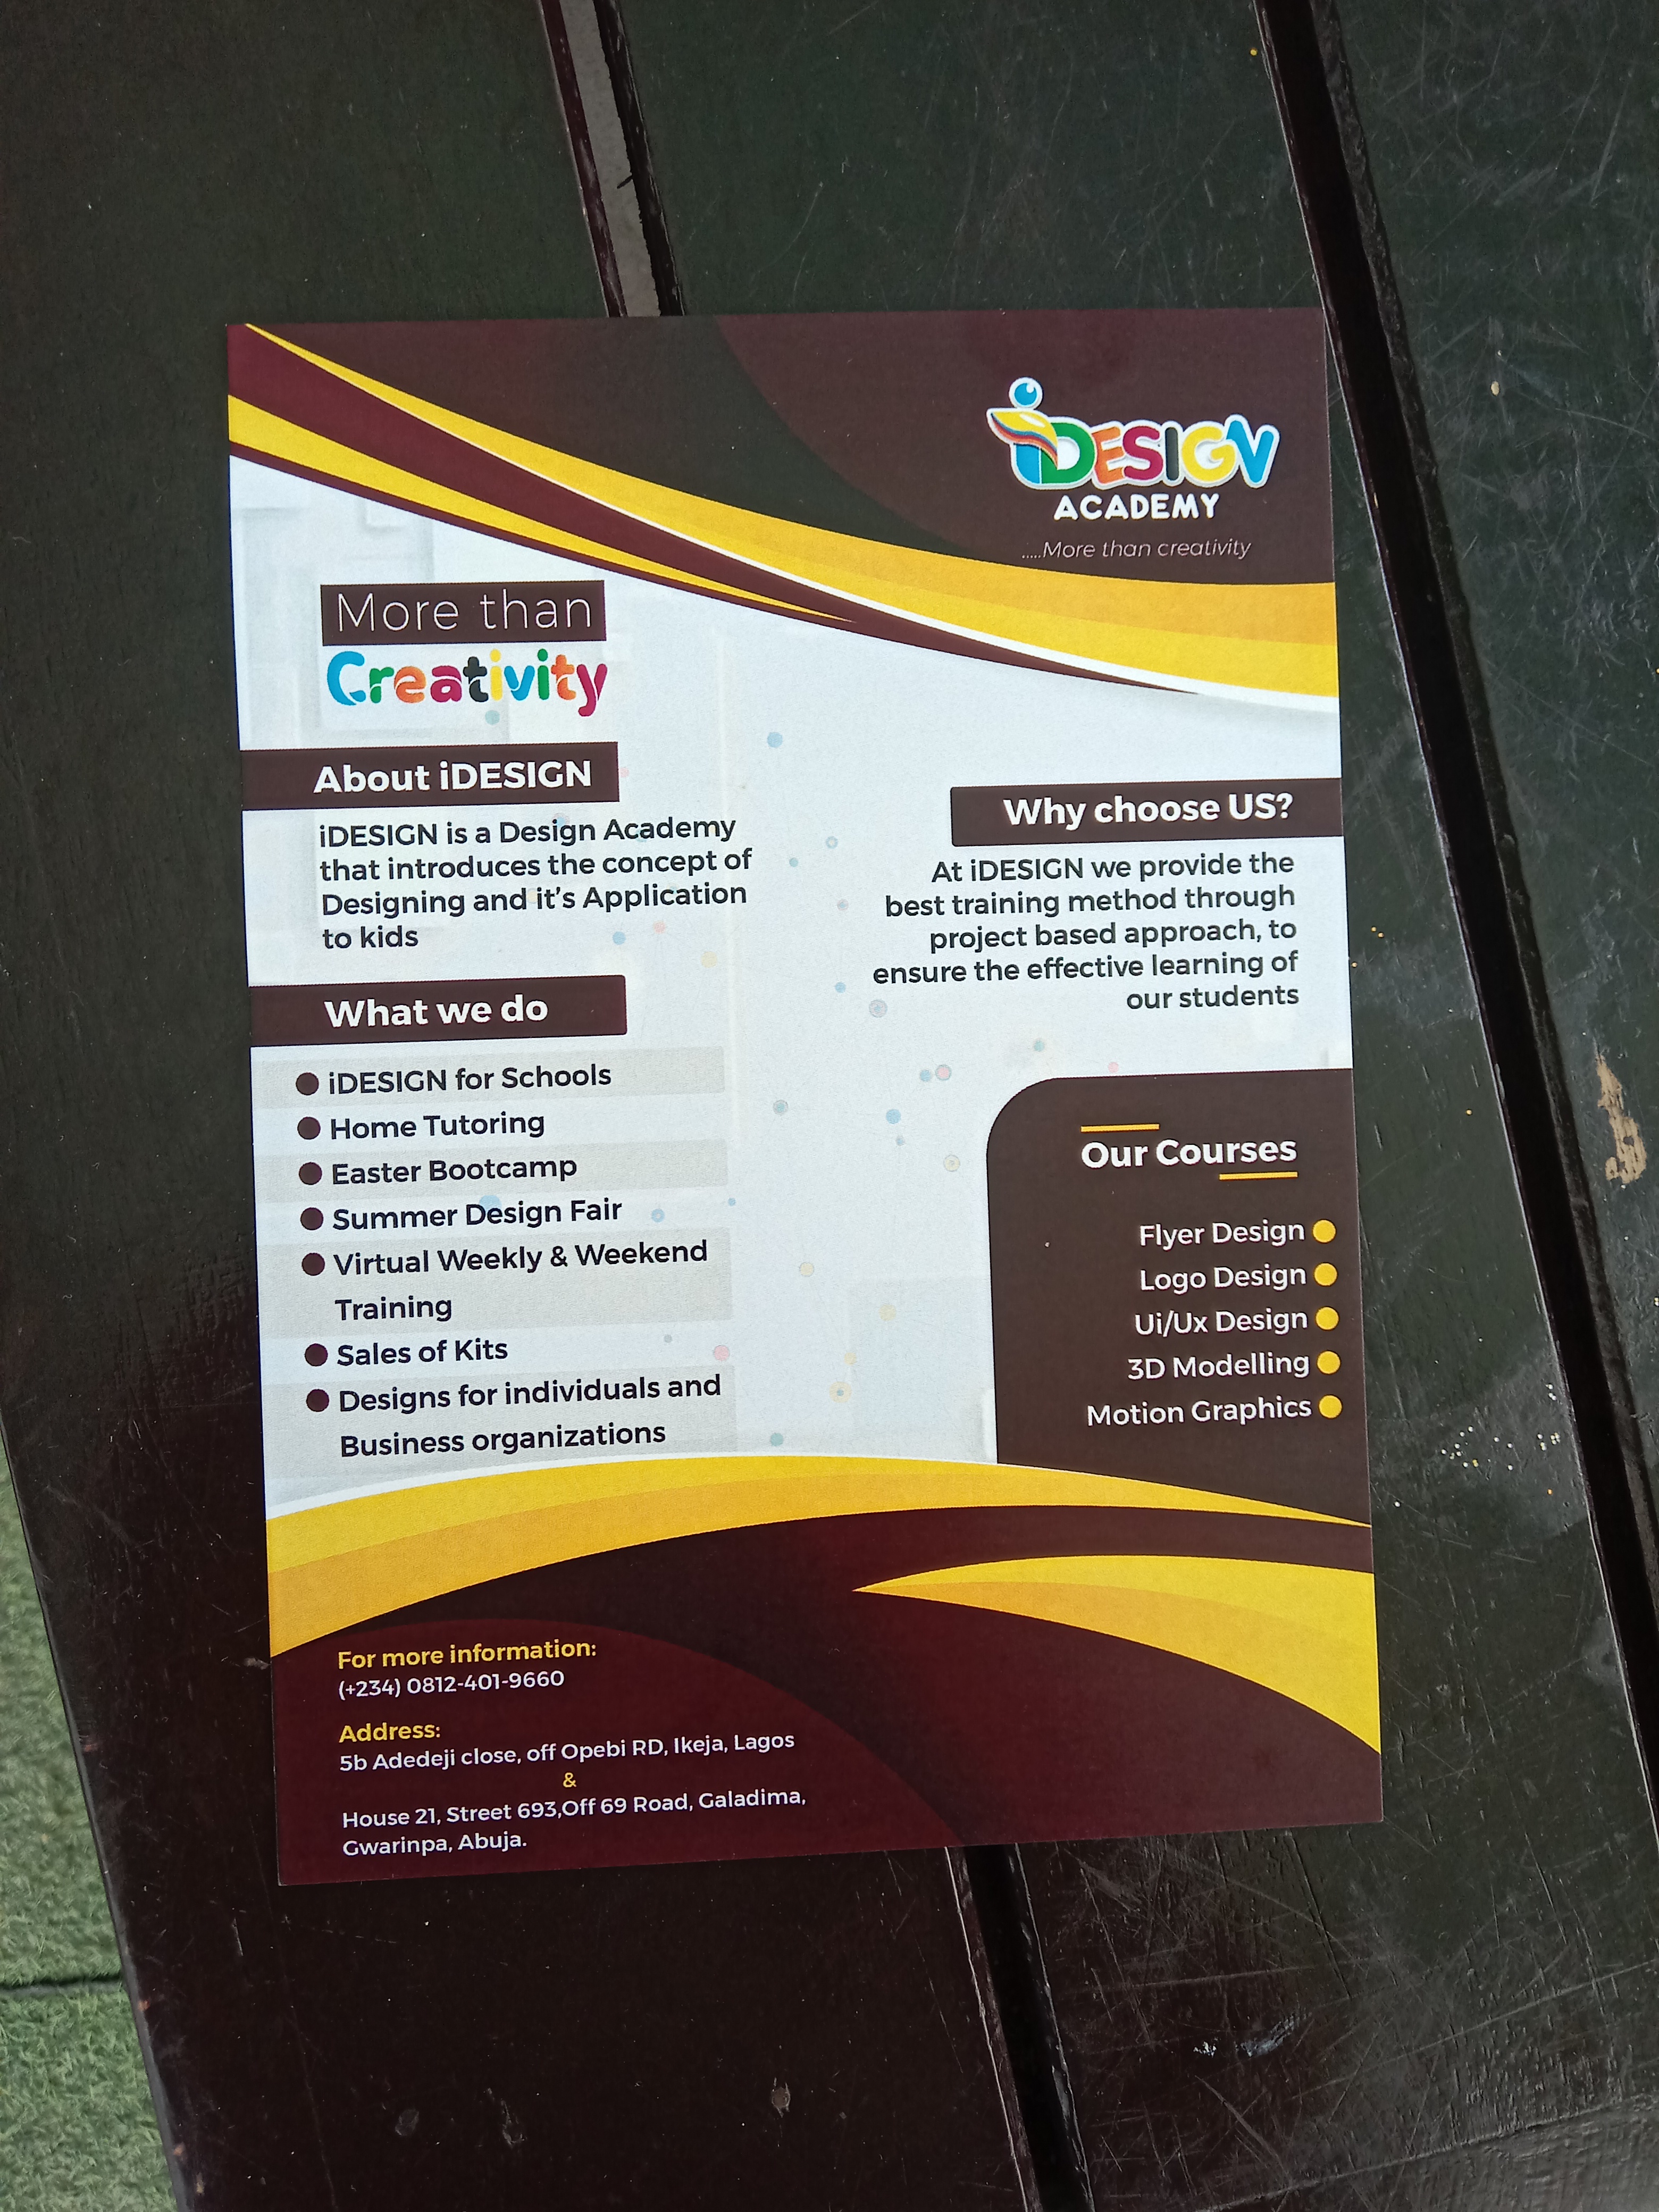 iDESIGN
ACADEMY
.....More than creativity
More than
Creativity
About iDESIGN
iDESIGN is a Design Academy
that introduces the concept of
Designing and it's Application
to kids
What we do
iDESIGN for Schools
Home Tutoring
Easter Bootcamp
Summer Design Fair
Virtual Weekly & Weekend
Training
Sales of Kits
Designs for individuals and
Business organizations
Why choose US?
At iDESIGN we provide the
best training method through
project based approach, to
ensure the effective learning of
our students
Our Courses
Flyer Design
Logo Design
Ui/Ux Design
3D Modelling
Motion Graphics
For more information:
(+234) 0812-401-9660
Address:
5b Adedeji close, off Opebi RD, Ikeja, Lagos
&
House 21, Street 693,Off 69 Road, Galadima,
Gwarinpa, Abuja.